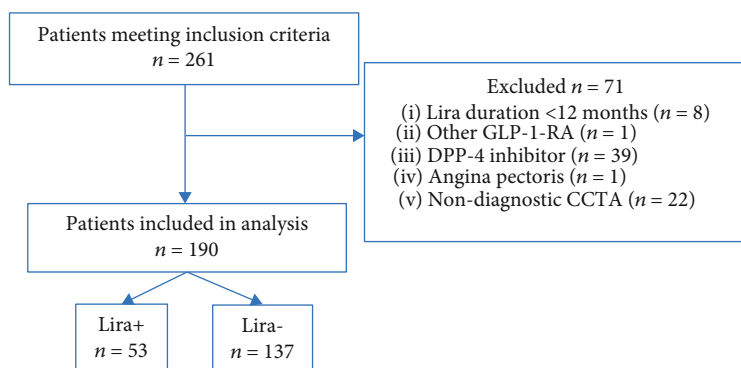 Patients meeting inclusion criteria
n = 261
Excluded n = 71
(i) Lira duration <12 months (n = 8)
(ii) Other GLP-1-RA (n = 1)
(iii) DPP-4 inhibitor (n = 39)
(iv) Angina pectoris (n = 1)
(v) Non-diagnostic CCTA (n = 22)
Patients included in analysis
n = 190
Lira+
n = 53
Lira-
n = 137